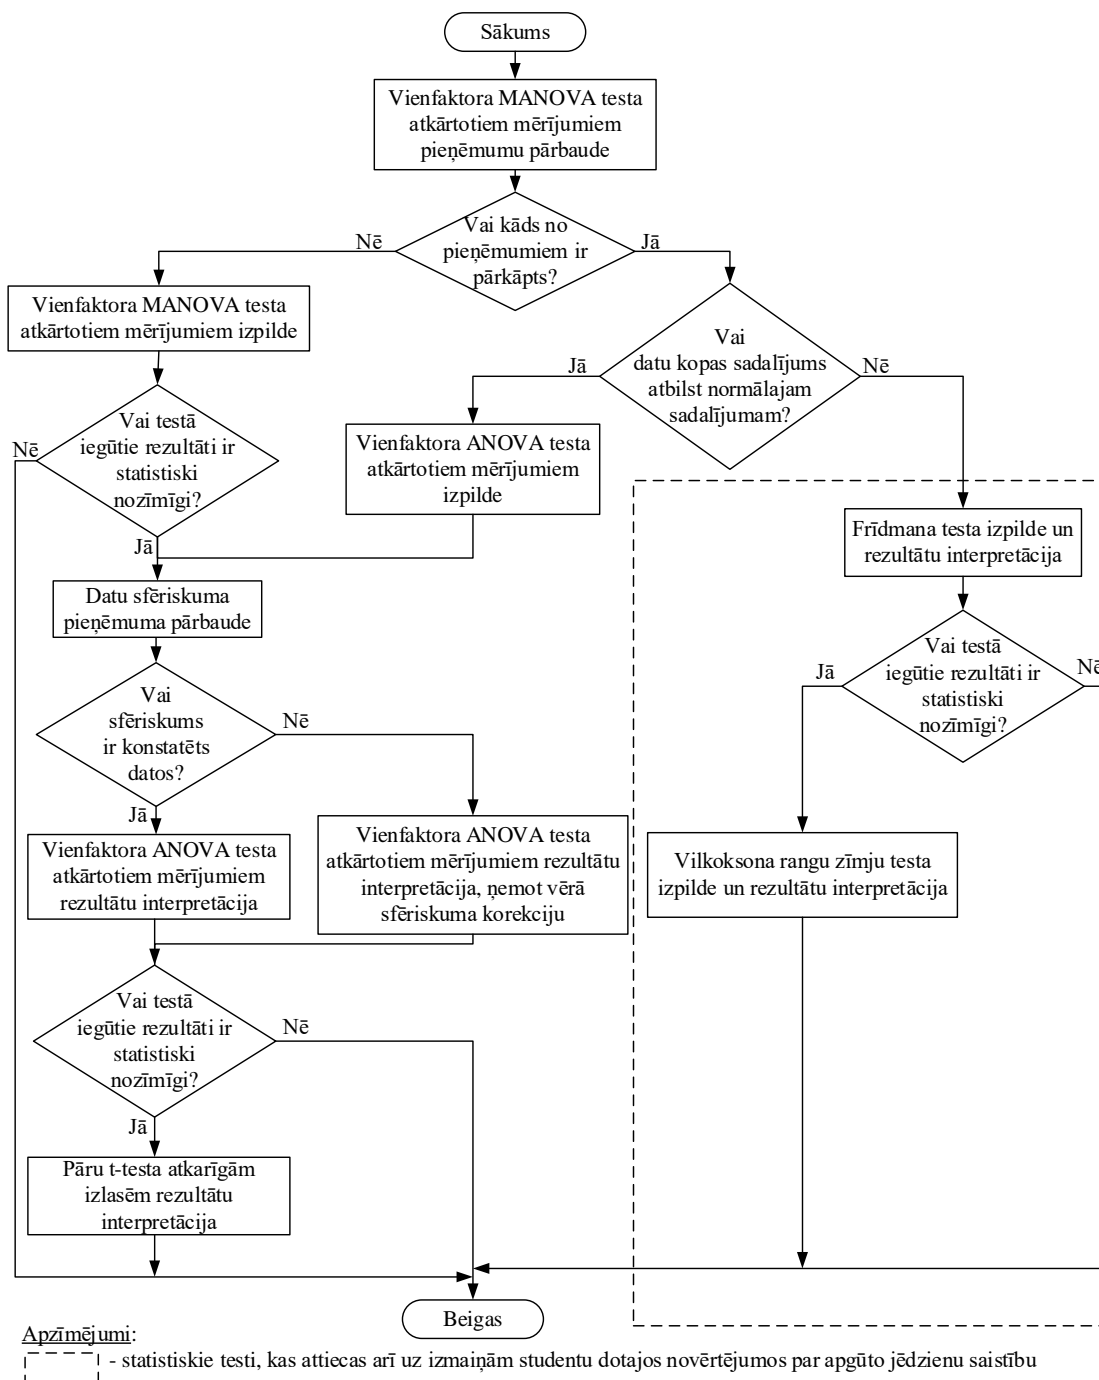 Sākums
Vienfaktora MANOVA testa
atkārtotiem mērījumiem
pieņēmumu pārbaude
Vai kāds no
pieņēmumiem ir
pārkāpts?
Nē
Jā
Vienfaktora MANOVA testa
atkārtotiem mērījumiem izpilde
Vai
datu kopas sadalījums
atbilst normālajam
sadalījumam?
Jā
Nē
Vai testā
iegūtie rezultāti ir
statistiski
nozīmīgi?
Nē
Jā
Vienfaktora ANOVA testa
atkārtotiem mērījumiem
izpilde
Frīdmana testa izpilde un
rezultātu interpretācija
Datu sfēriskuma
pieņēmuma pārbaude
Vai testā
iegūtie rezultāti ir
statistiski
nozīmīgi?
Jā
Nē
Vai
sfēriskums
ir konstatēts
datos?
Nē
Jā
Vienfaktora ANOVA testa
atkārtotiem mērījumiem
rezultātu interpretācija
Vienfaktora ANOVA testa
atkārtotiem mērījumiem rezultātu
interpretācija, ņemot vērā
sfēriskuma korekciju
Vilkoksona rangu zīmju testa
izpilde un rezultātu interpretācija
Vai testā
iegūtie rezultāti ir
statistiski
nozīmīgi?
Nē
Jā
Pāru t-testa atkarīgām
izlasēm rezultātu
interpretācija
Beigas
Apzīmējumi:
- statistiskie testi, kas attiecas arī uz izmaiņām studentu dotajos novērtējumos par apgūto jēdzienu saistību